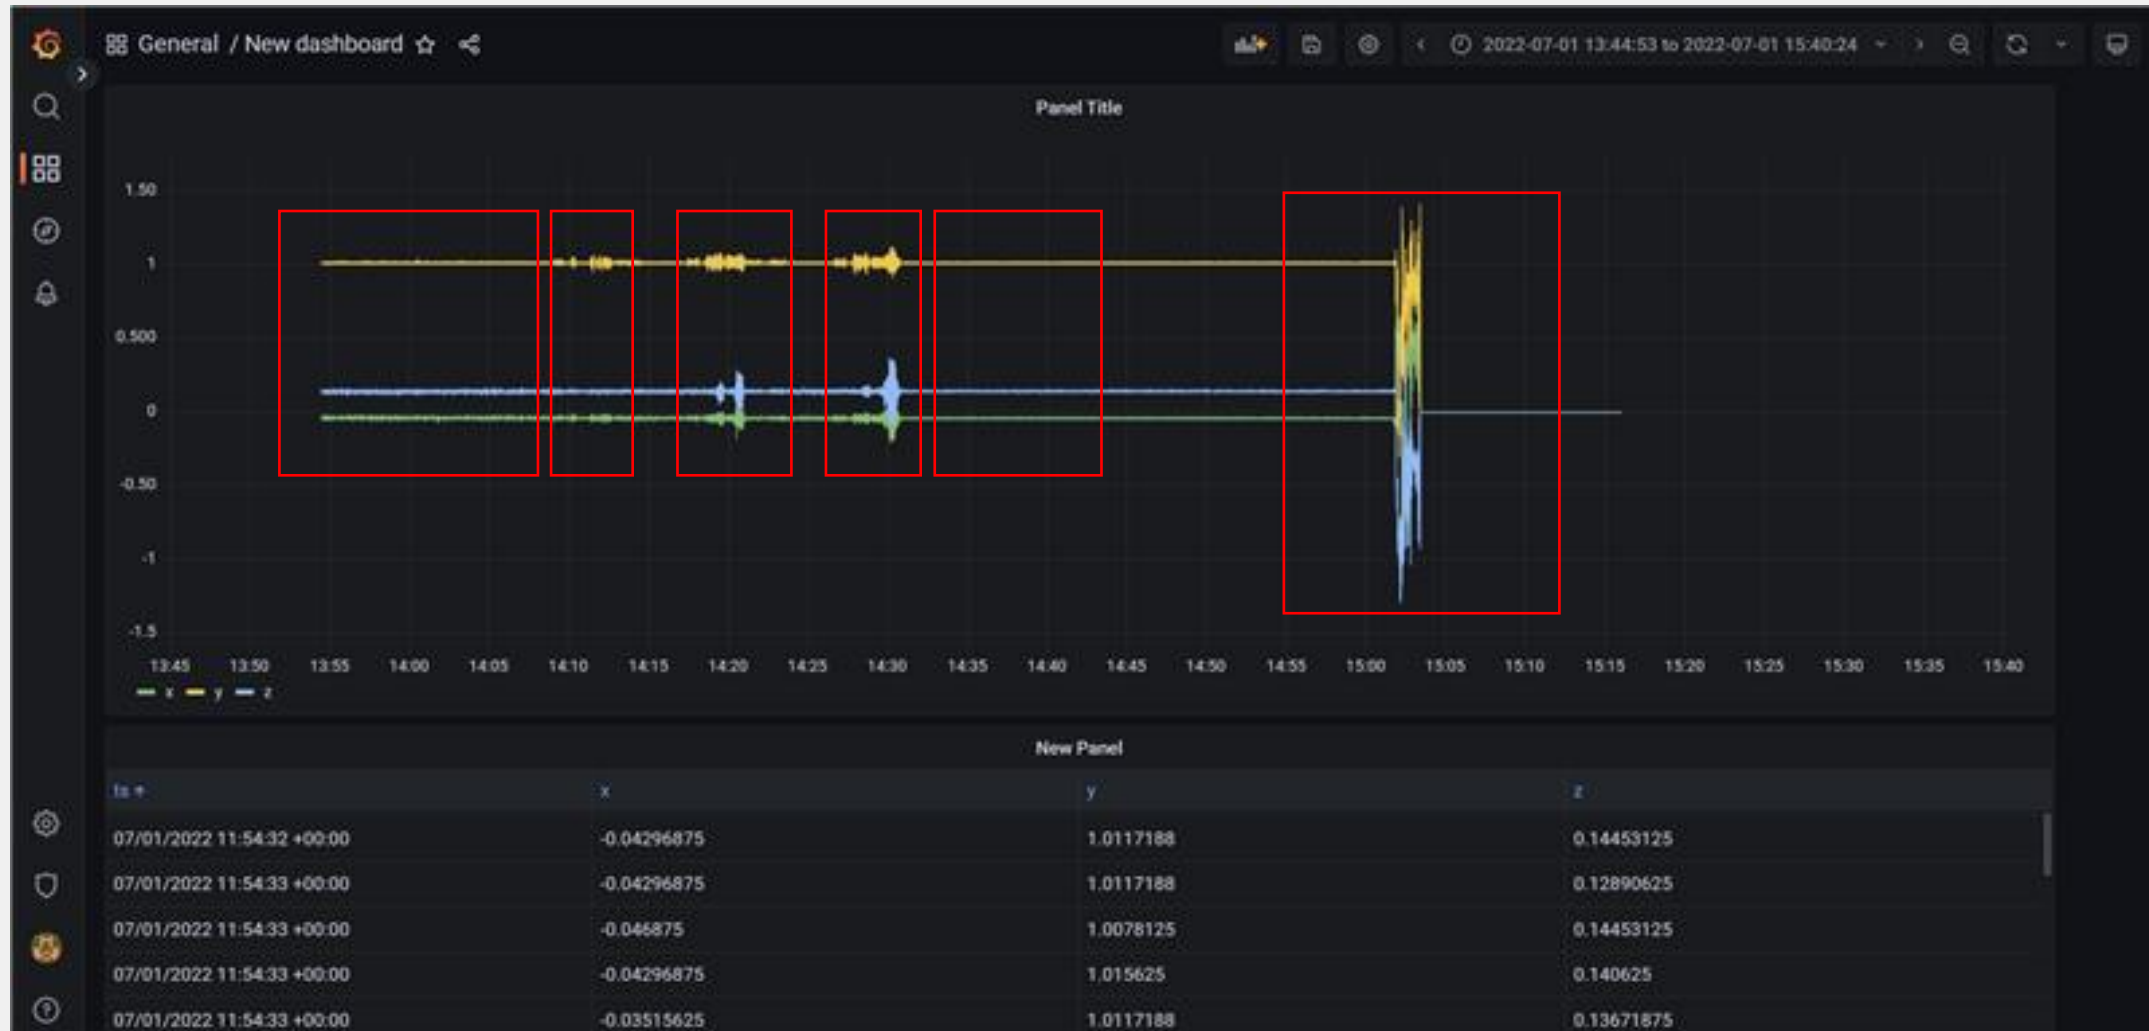 General / New dashboard
2022-07-01 13:44:53 to 2022-07-01 15:40:24
Panel Title
1.50
1
0.500
0
-0.50
-1
-1.5
13:45 13:50 13:55 14:00 14:05 14:10 14:15 14:20 14:25 14:30 14:35 14:40 14:45 14:50 14:55 15:00 15:05 15:10 15:15 15:20 15:25 15:30 15:35 15:40
x y z
New Panel
ts x y z
07/01/2022 11:54:32 +00:00 -0.04296875 1.0117188 0.14453125
07/01/2022 11:54:33 +00:00 -0.04296875 1.0117188 0.12890625
07/01/2022 11:54:33 +00:00 -0.046875 1.0078125 0.14453125
07/01/2022 11:54:33 +00:00 -0.04296875 1.015625 0.140625
07/01/2022 11:54:33 +00:00 -0.03515625 1.0117188 0.13671875